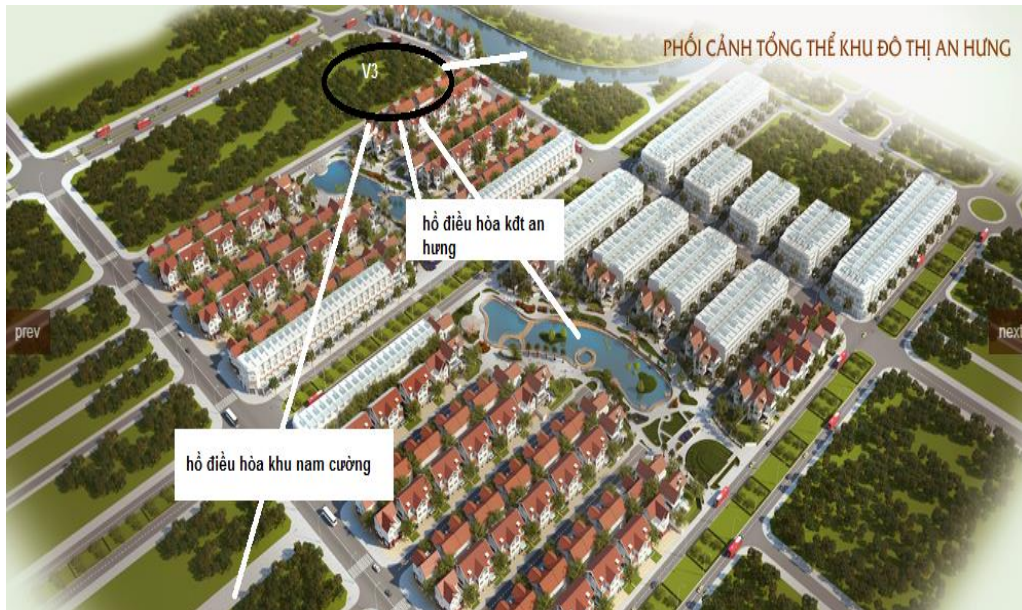 PHỐI CẢNH TỔNG THỂ KHU ĐÔ THỊ AN HƯNG
V3
hồ điều hòa kđt an
hưng
prev
next
hồ điều hòa khu nam cường